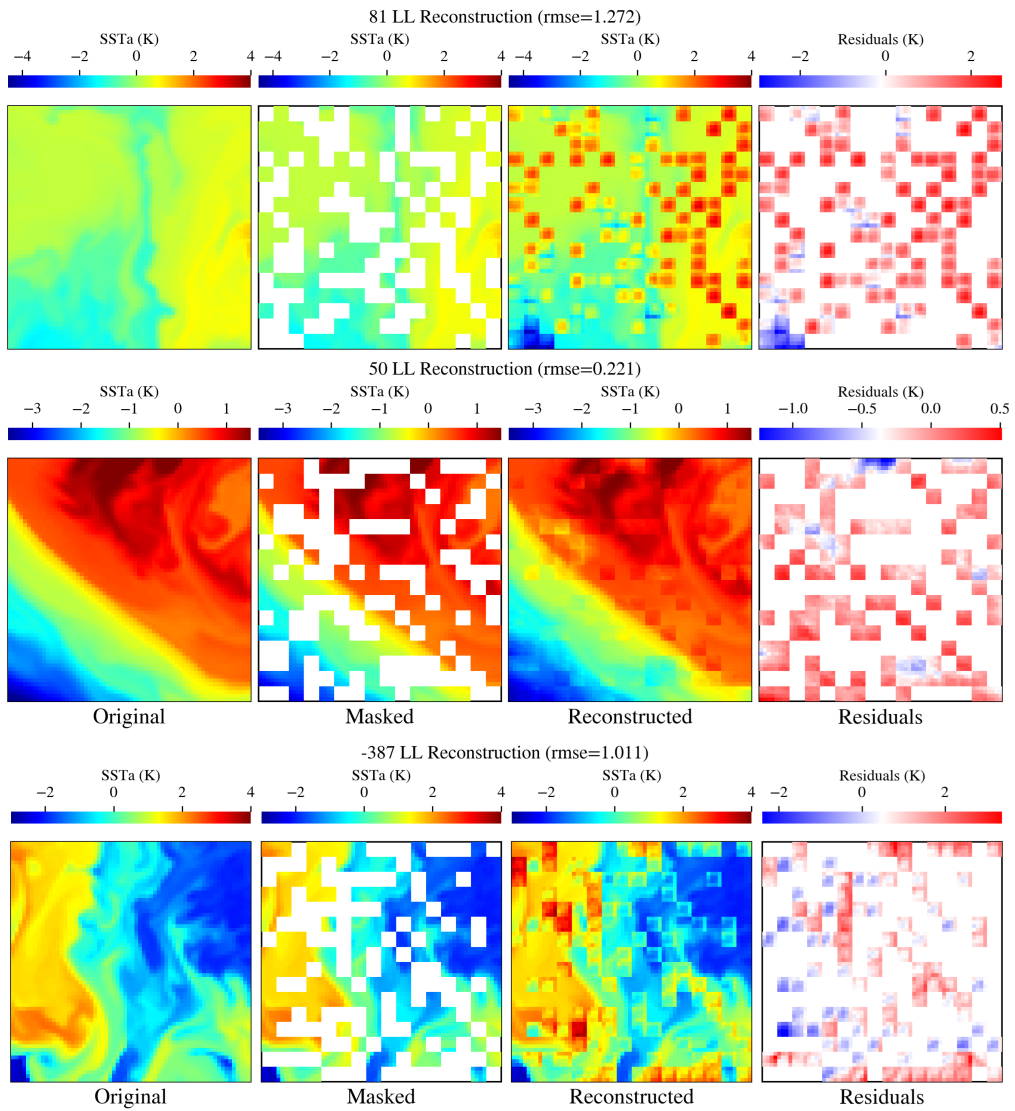 81 LL Reconstruction (rmse=1.272)
SSTa (K) SSTa (K) SSTa (K) Residuals (K)
−4 −2 0 2 4 −4 −2 0 2 4 −4 −2 0 2 4 −2 0 2
50 LL Reconstruction (rmse=0.221)
SSTa (K) SSTa (K) SSTa (K) Residuals (K)
−3 −2 −1 0 1 −3 −2 −1 0 1 −3 −2 −1 0 1 −1.0 −0.5 0.0 0.5
Original Masked Reconstructed Residuals
-387 LL Reconstruction (rmse=1.011)
SSTa (K) SSTa (K) SSTa (K) Residuals (K)
−2 0 2 4 −2 0 2 4 −2 0 2 4 −2 0 2
Original Masked Reconstructed Residuals